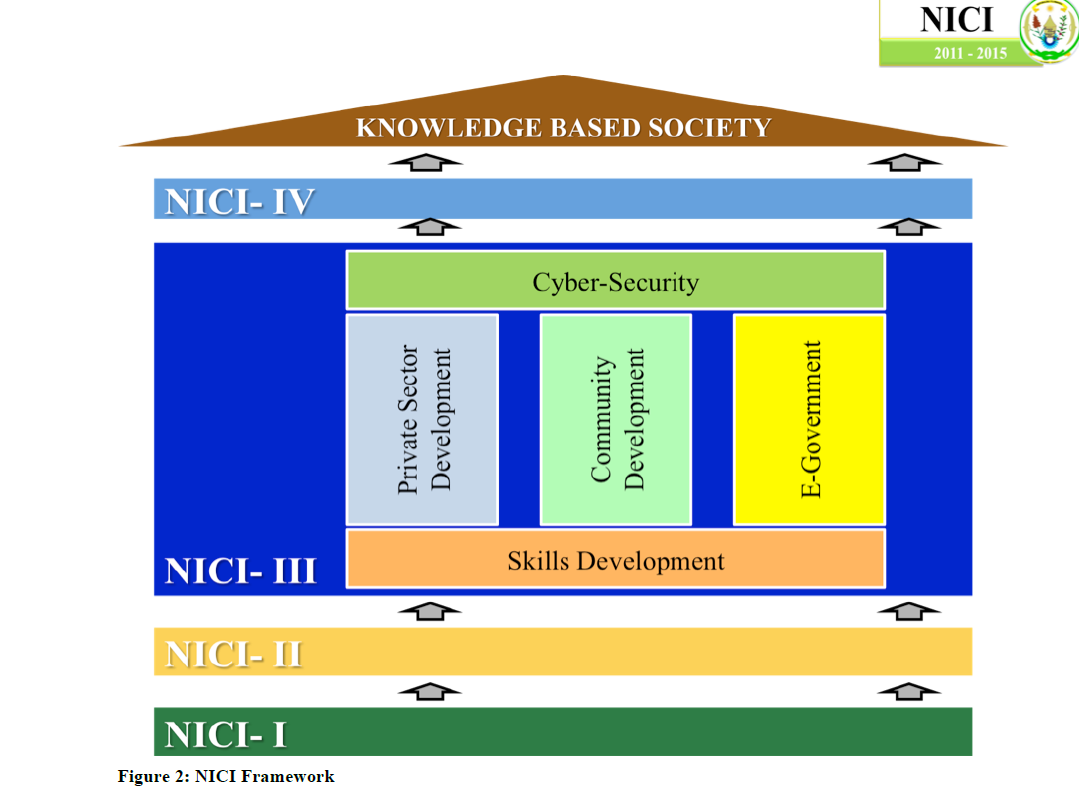 NICI
2011 - 2015
KNOWLEDGE BASED SOCIETY
NICI- IV
Cyber-Security
Private Sector
Development
Community
Development
E-Government
Skills Development
NICI- III
NICI- II
NICI- I
Figure 2: NICI Framework